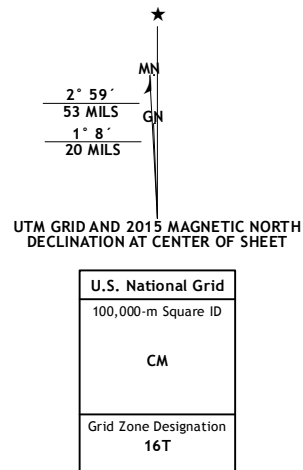 MN
2° 59´
53 MILS
GN
1° 8´
20 MILS
UTM GRID AND 2015 MAGNETIC NORTH
DECLINATION AT CENTER OF SHEET
U.S. National Grid
100,000-m Square ID
CM
Grid Zone Designation
16T